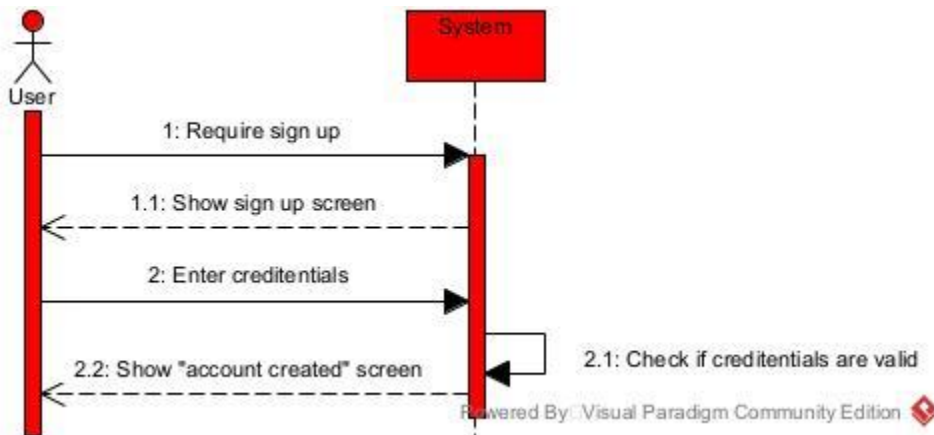 System
User
1: Require sign up
1.1: Show sign up screen
2: Enter creditentials
2.1: Check if creditentials are valid
2.2: Show "account created" screen
Powered By Visual Paradigm Community Edition